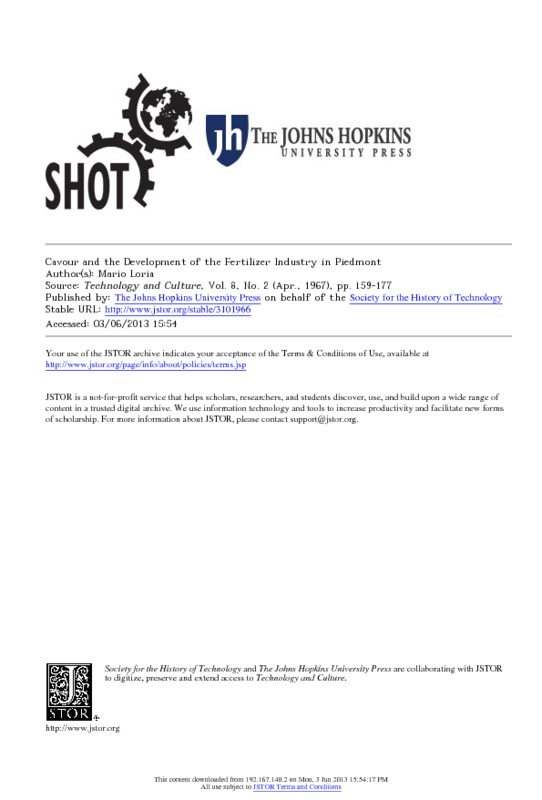 SHOT
jh THE JOHNS HOPKINS
UNIVERSITY PRESS
Cavour and the Development of the Fertilizer Industry in Piedmont
Author(s): Mario Loria
Source: Technology and Culture, Vol. 8, No. 2 (Apr., 1967), pp. 159-177
Published by: The Johns Hopkins University Press on behalf of the Society for the History of Technology
Stable URL: http://www.jstor.org/stable/3101966
Accessed: 03/06/2013 15:54
Your use of the JSTOR archive indicates your acceptance of the Terms & Conditions of Use, available at
http://www.jstor.org/page/info/about/policies/terms.jsp
JSTOR is a not-for-profit service that helps scholars, researchers, and students discover, use, and build upon a wide range of
content in a trusted digital archive. We use information technology and tools to increase productivity and facilitate new forms
of scholarship. For more information about JSTOR, please contact support@jstor.org.
Society for the History of Technology and The Johns Hopkins University Press are collaborating with JSTOR
to digitize, preserve and extend access to Technology and Culture.
JSTOR
http://www.jstor.org
This content downloaded from 192.167.140.2 on Mon, 3 Jun 2013 15:54:17 PM
All use subject to JSTOR Terms and Conditions